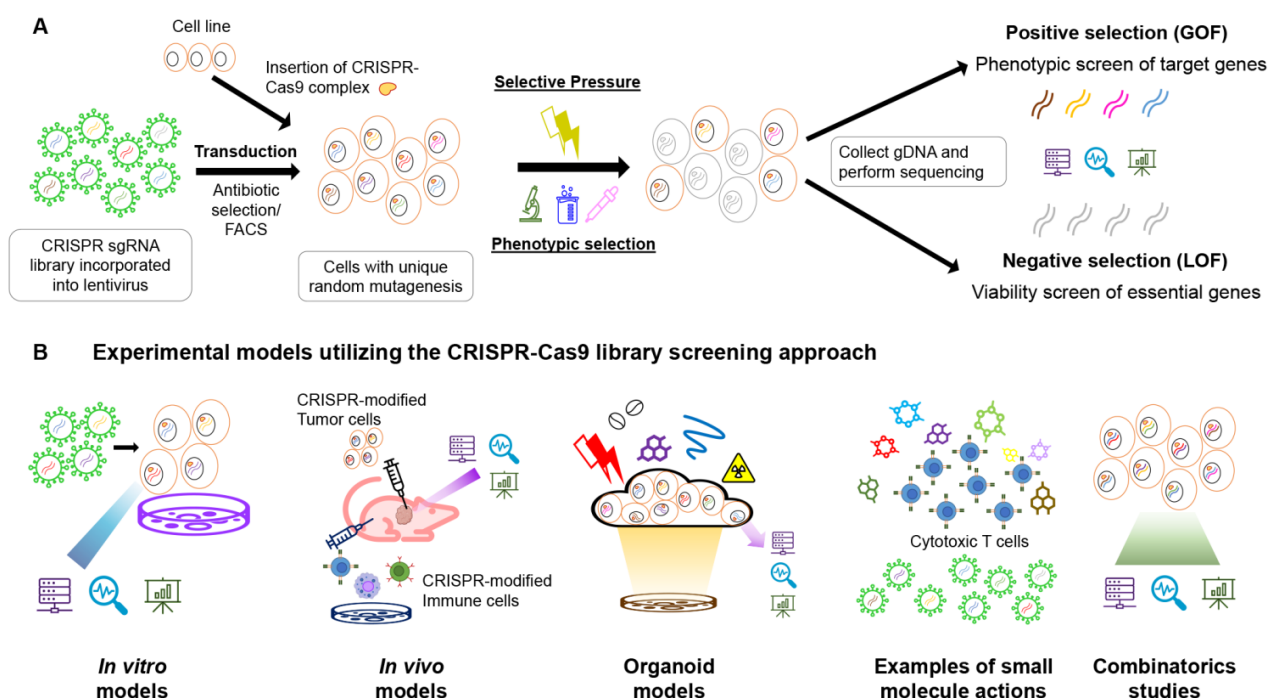 A
Cell line
Insertion of CRISPR-
Cas9 complex
Transduction
Antibiotic
selection/
FACS
CRISPR sgRNA
library incorporated
into lentivirus
Cells with unique
random mutagenesis
Selective Pressure
Phenotypic selection
Collect gDNA and
perform sequencing
Positive selection (GOF)
Phenotypic screen of target genes
Negative selection (LOF)
Viability screen of essential genes
B
Experimental models utilizing the CRISPR-Cas9 library screening approach
CRISPR-modified
Tumor cells
CRISPR-modified
Immune cells
Cytotoxic T cells
In vitro
models
In vivo
models
Organoid
models
Examples of small
molecule actions
Combinatorics
studies